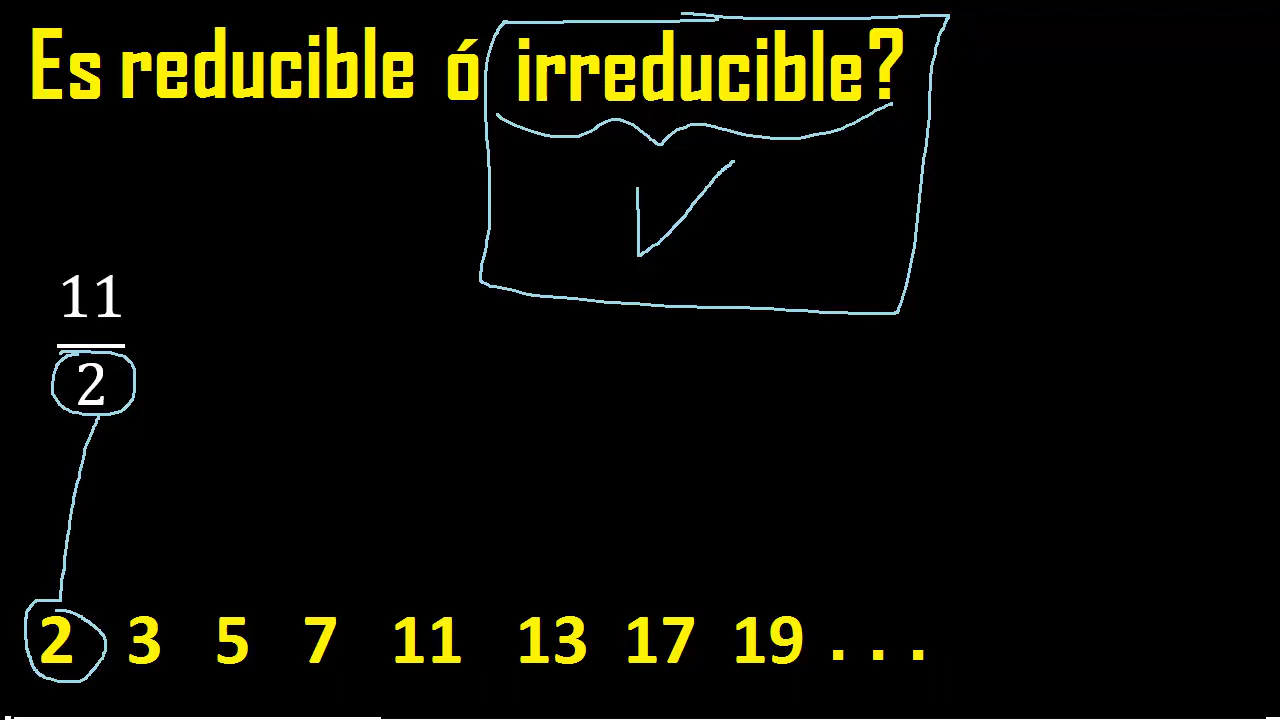 Es reducible ó irreducible?
11
2
2 3 5 7 11 13 17 19 . . .